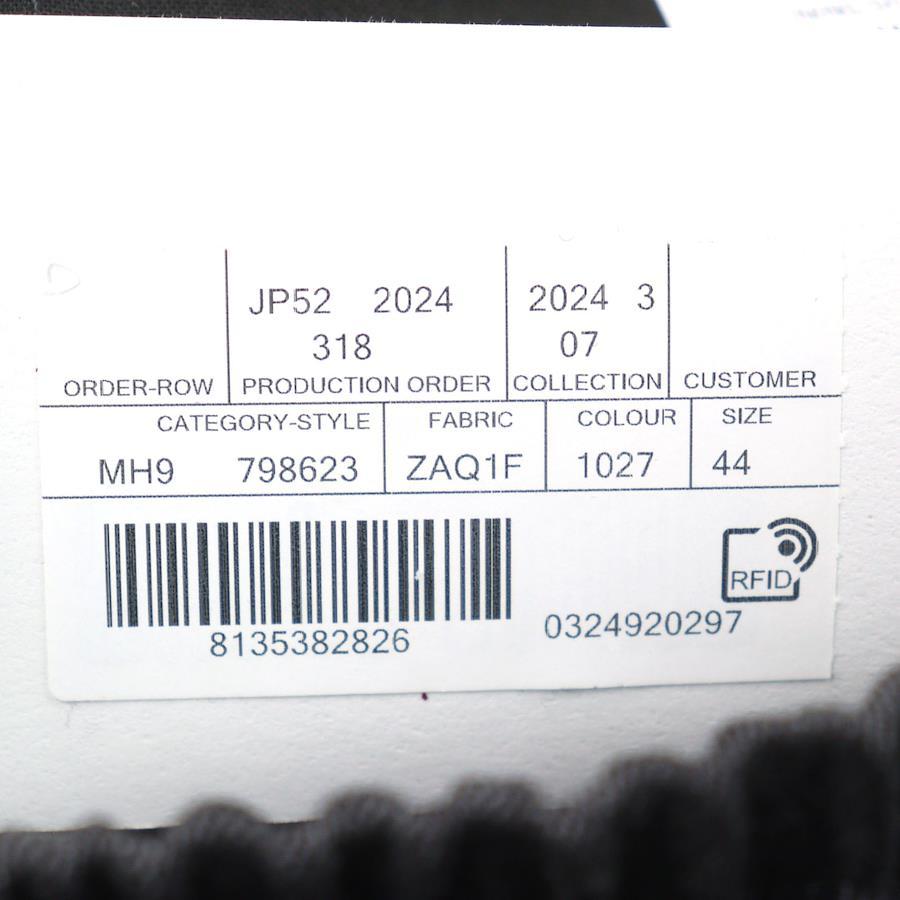 JP52 2024
318
2024 3
07
ORDER-ROW
PRODUCTION ORDER
COLLECTION
CUSTOMER
CATEGORY-STYLE
FABRIC
COLOUR
SIZE
MH9 798623
ZAQ1F
1027
44
RFID
8135382826
0324920297